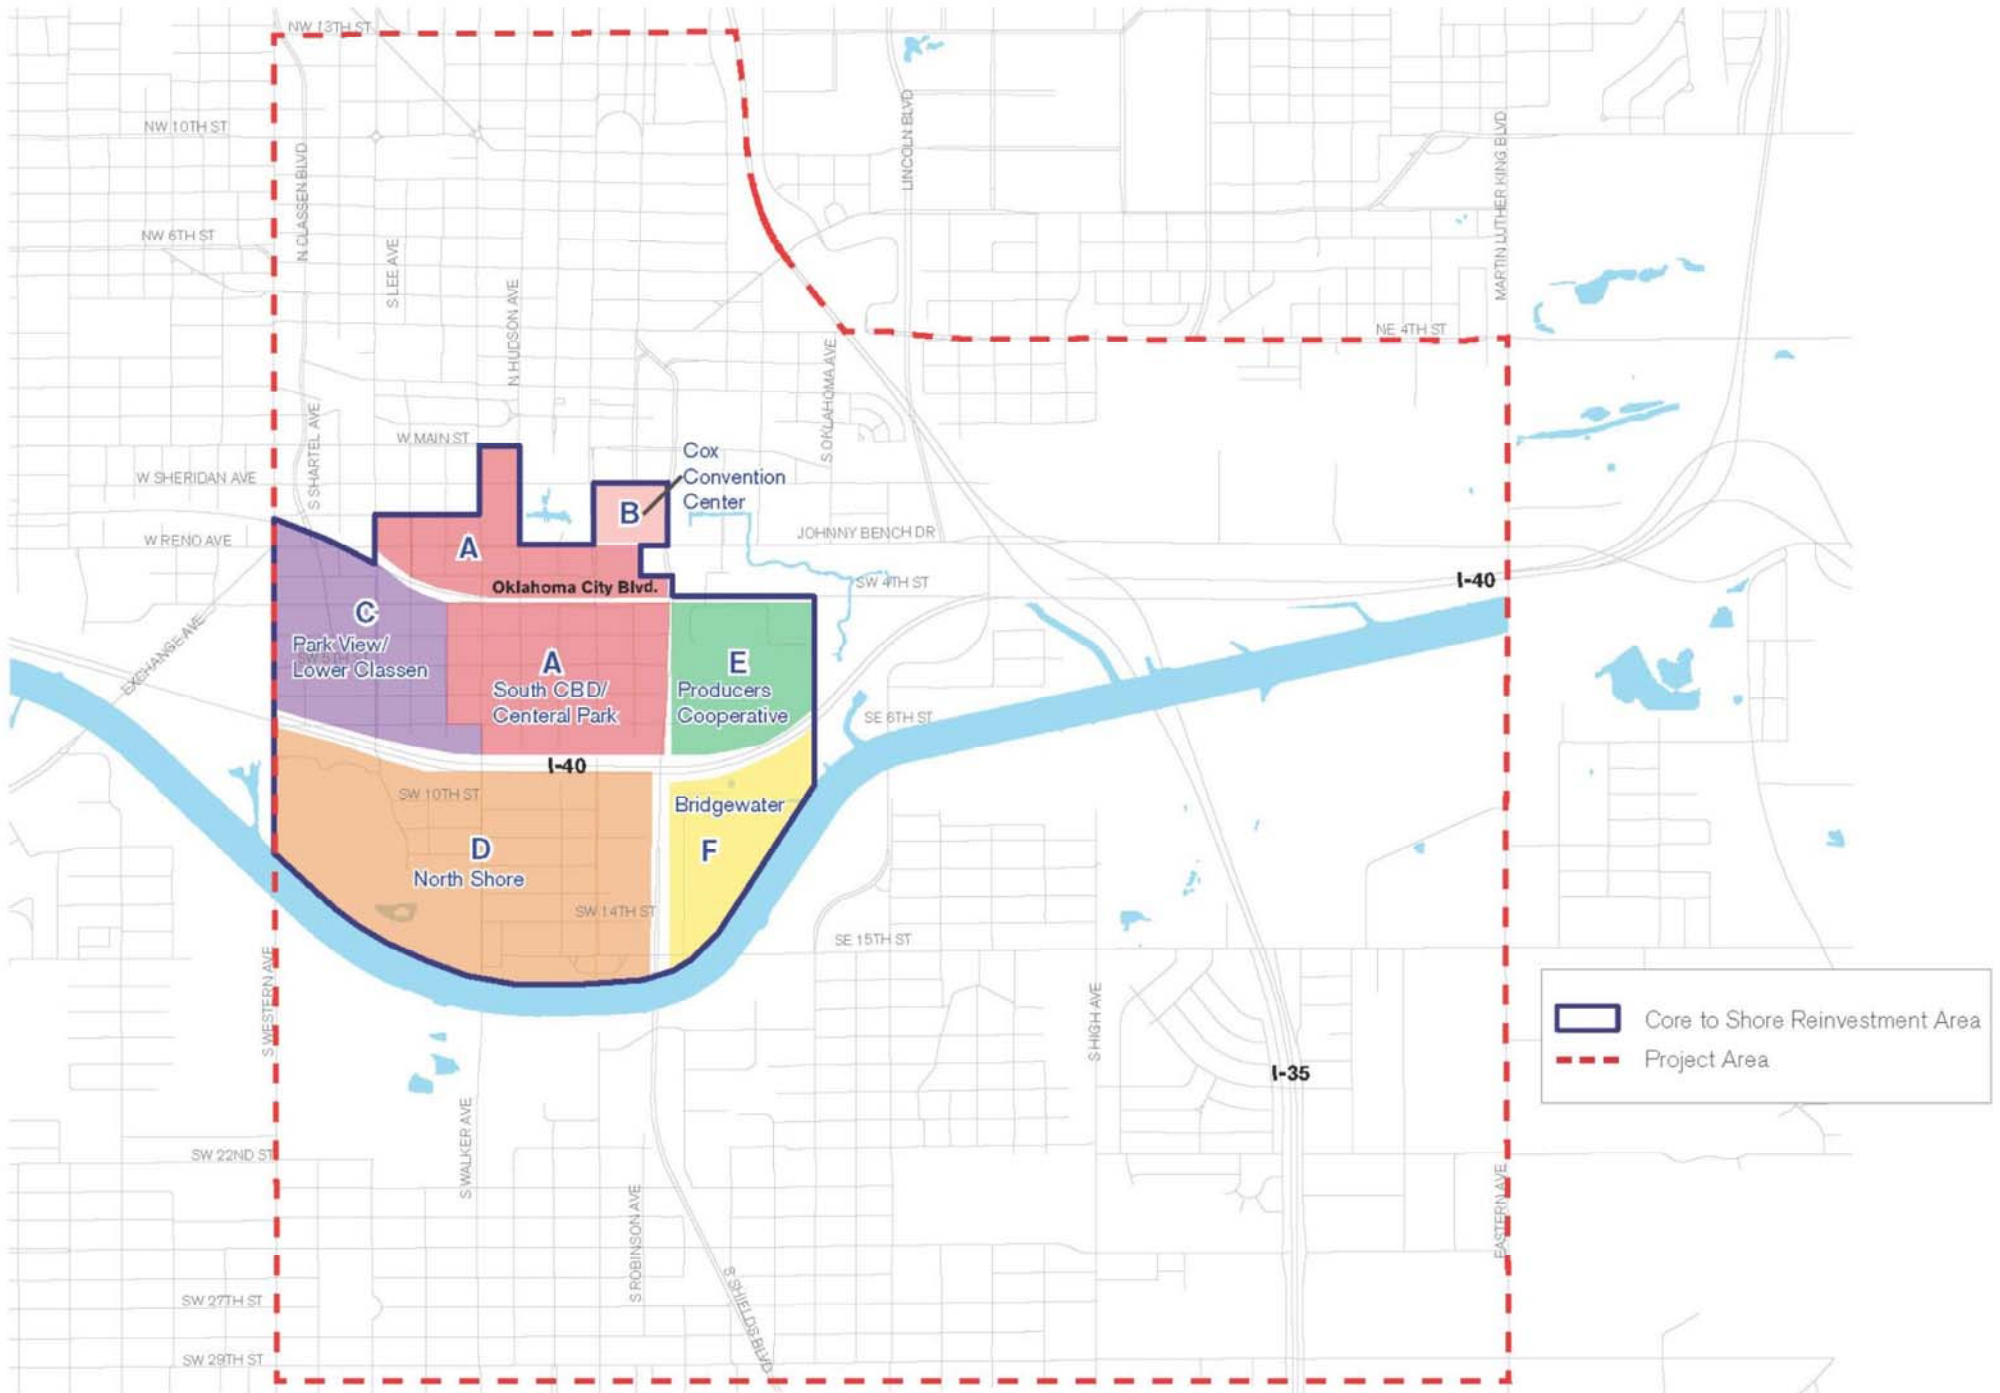 NW 13TH ST
NW 10TH ST
LINCOLN BLVD
MARTIN LUTHER KING BLVD
N CLASSEN BLVD
NW 6TH ST
S LEE AVE
N HUDSON AVE
NE 4TH ST
S OKLAHOMA AVE
S SHARTEL AVE
W MAIN ST
Cox
Convention
Center
W SHERIDAN AVE
B
W RENO AVE
A
JOHNNY BENCH DR
Oklahoma City Blvd.
SW 4TH ST
I-40
C
Park View/
Lower Classen
SW 5TH ST
EXCHANGE AVE
A
South CBD/
Centeral Park
E
Producers
Cooperative
SE 6TH ST
I-40
SW 10TH ST
Bridgewater
D
North Shore
F
SW 14TH ST
SE 15TH ST
S WESTERN AVE
S HIGH AVE
Core to Shore Reinvestment Area
Project Area
I-35
S WALKER AVE
SW 22ND ST
S ROBINSON AVE
EASTERN AVE
S SHIELDS BLVD
SW 27TH ST
SW 29TH ST